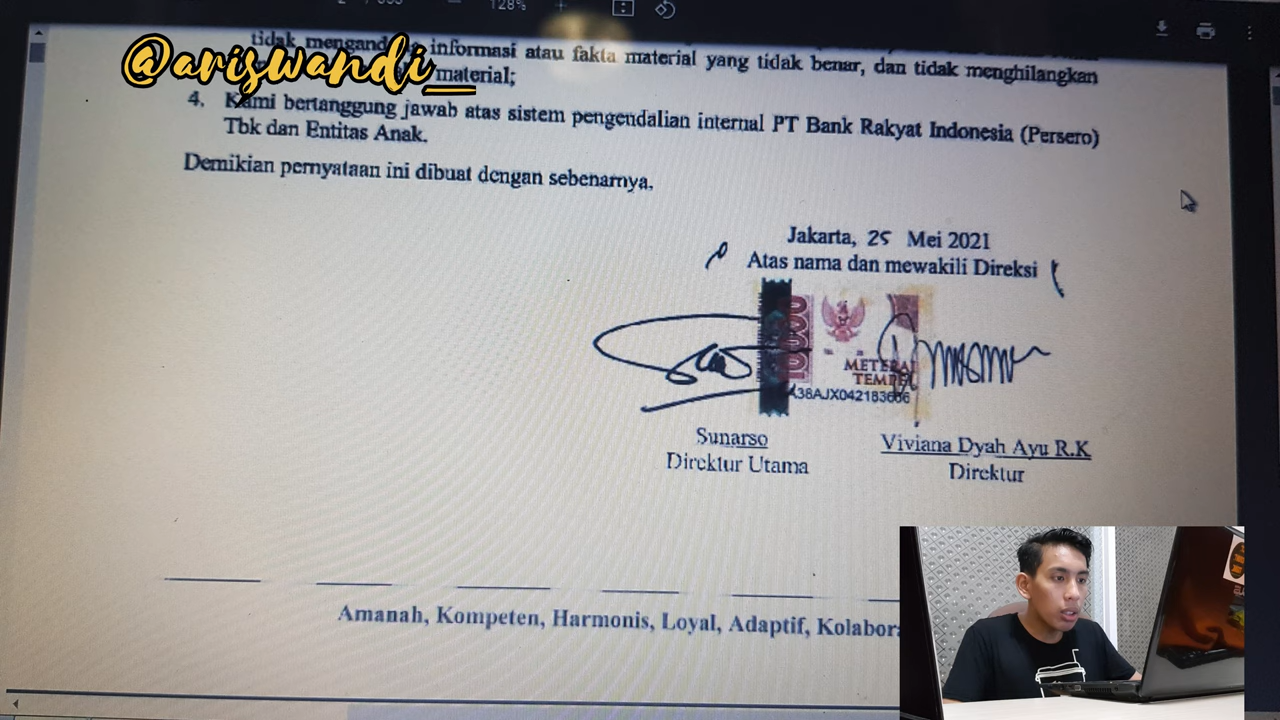 128%
@ariswandi_
informasi atau fakta material yang tidak benar, dan tidak menghilangkan
material;
4. Kami bertanggung jawab atas sistem pengendalian internal PT Bank Rakyat Indonesia (Persero)
Tbk dan Entitas Anak.
Demikian pernyataan ini dibuat dengan sebenarnya.
Jakarta, 25 Mei 2021
Atas nama dan mewakili Direksi
10000
METERAI
TEMPEL
38AJX042183606
Sunarso
Direktur Utama
Viviana Dyah Ayu R.K
Direktur
Amanah, Kompeten, Harmonis, Loyal, Adaptif,